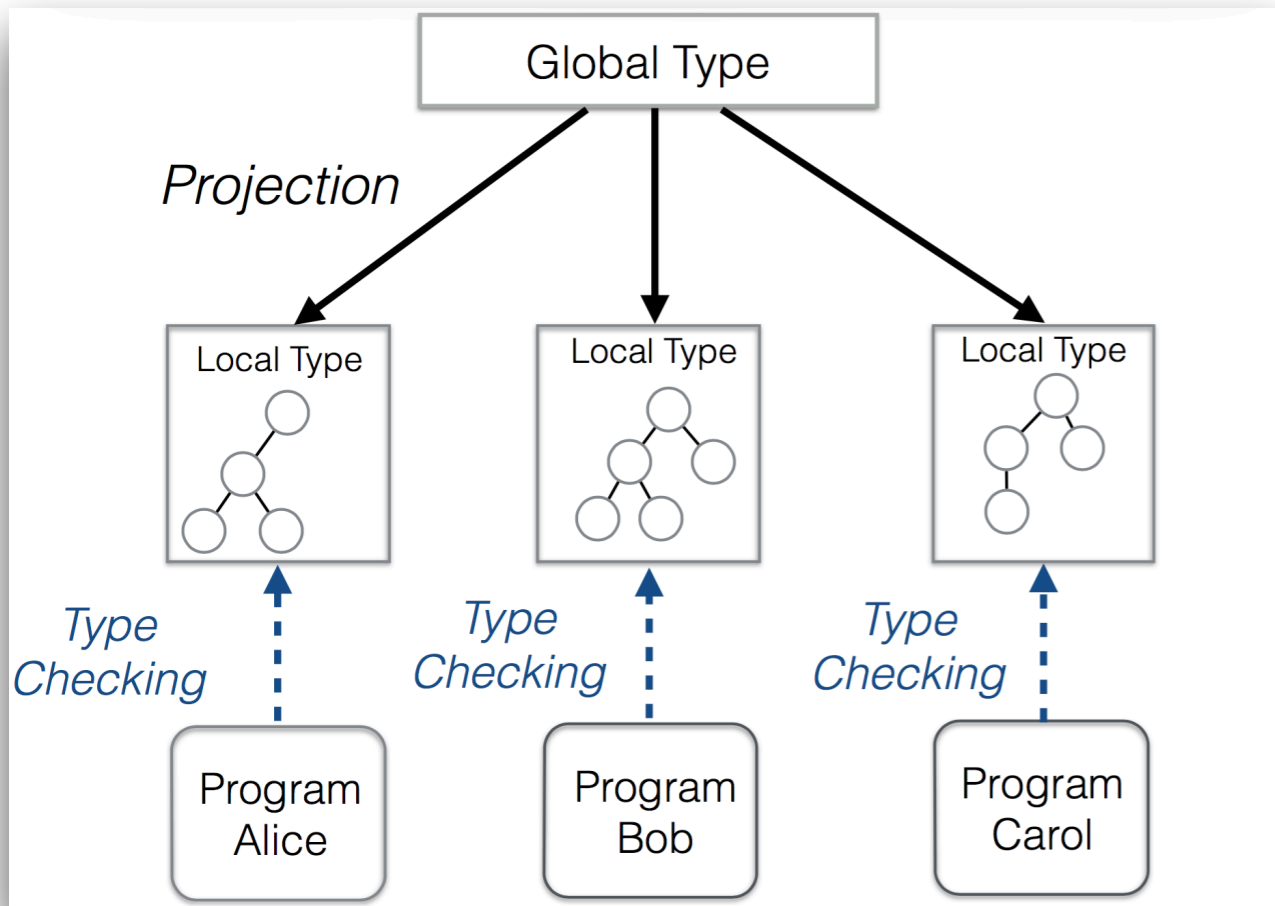 Global Type
Projection
Local Type
Local Type
Local Type
Type
Checking
Type
Checking
Type
Checking
Program
Alice
Program
Bob
Program
Carol